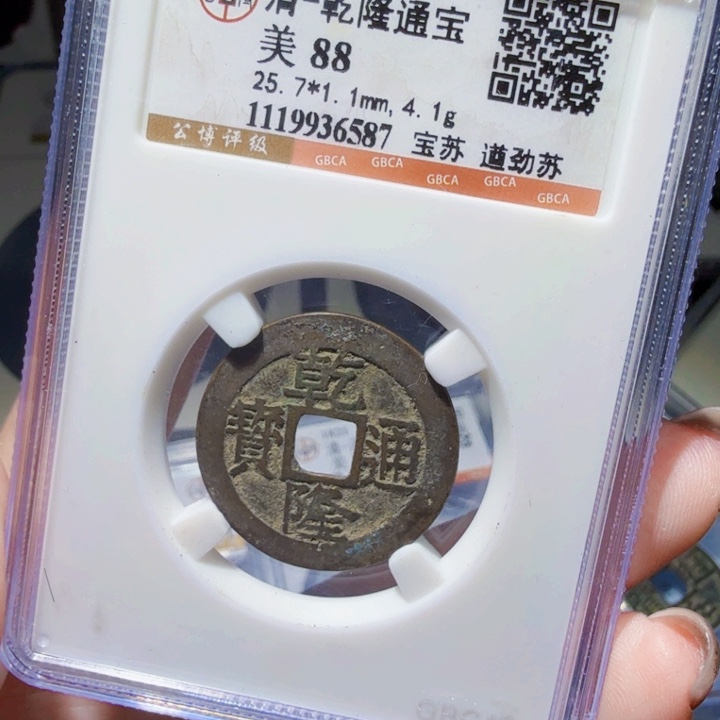 清-乾隆通宝
美 88
25.7*1.1mm, 4.1g
1119936587 宝苏 道劲苏
公博评级 GBCA GBCA GBCA GBCA GBCA
乾隆通寶